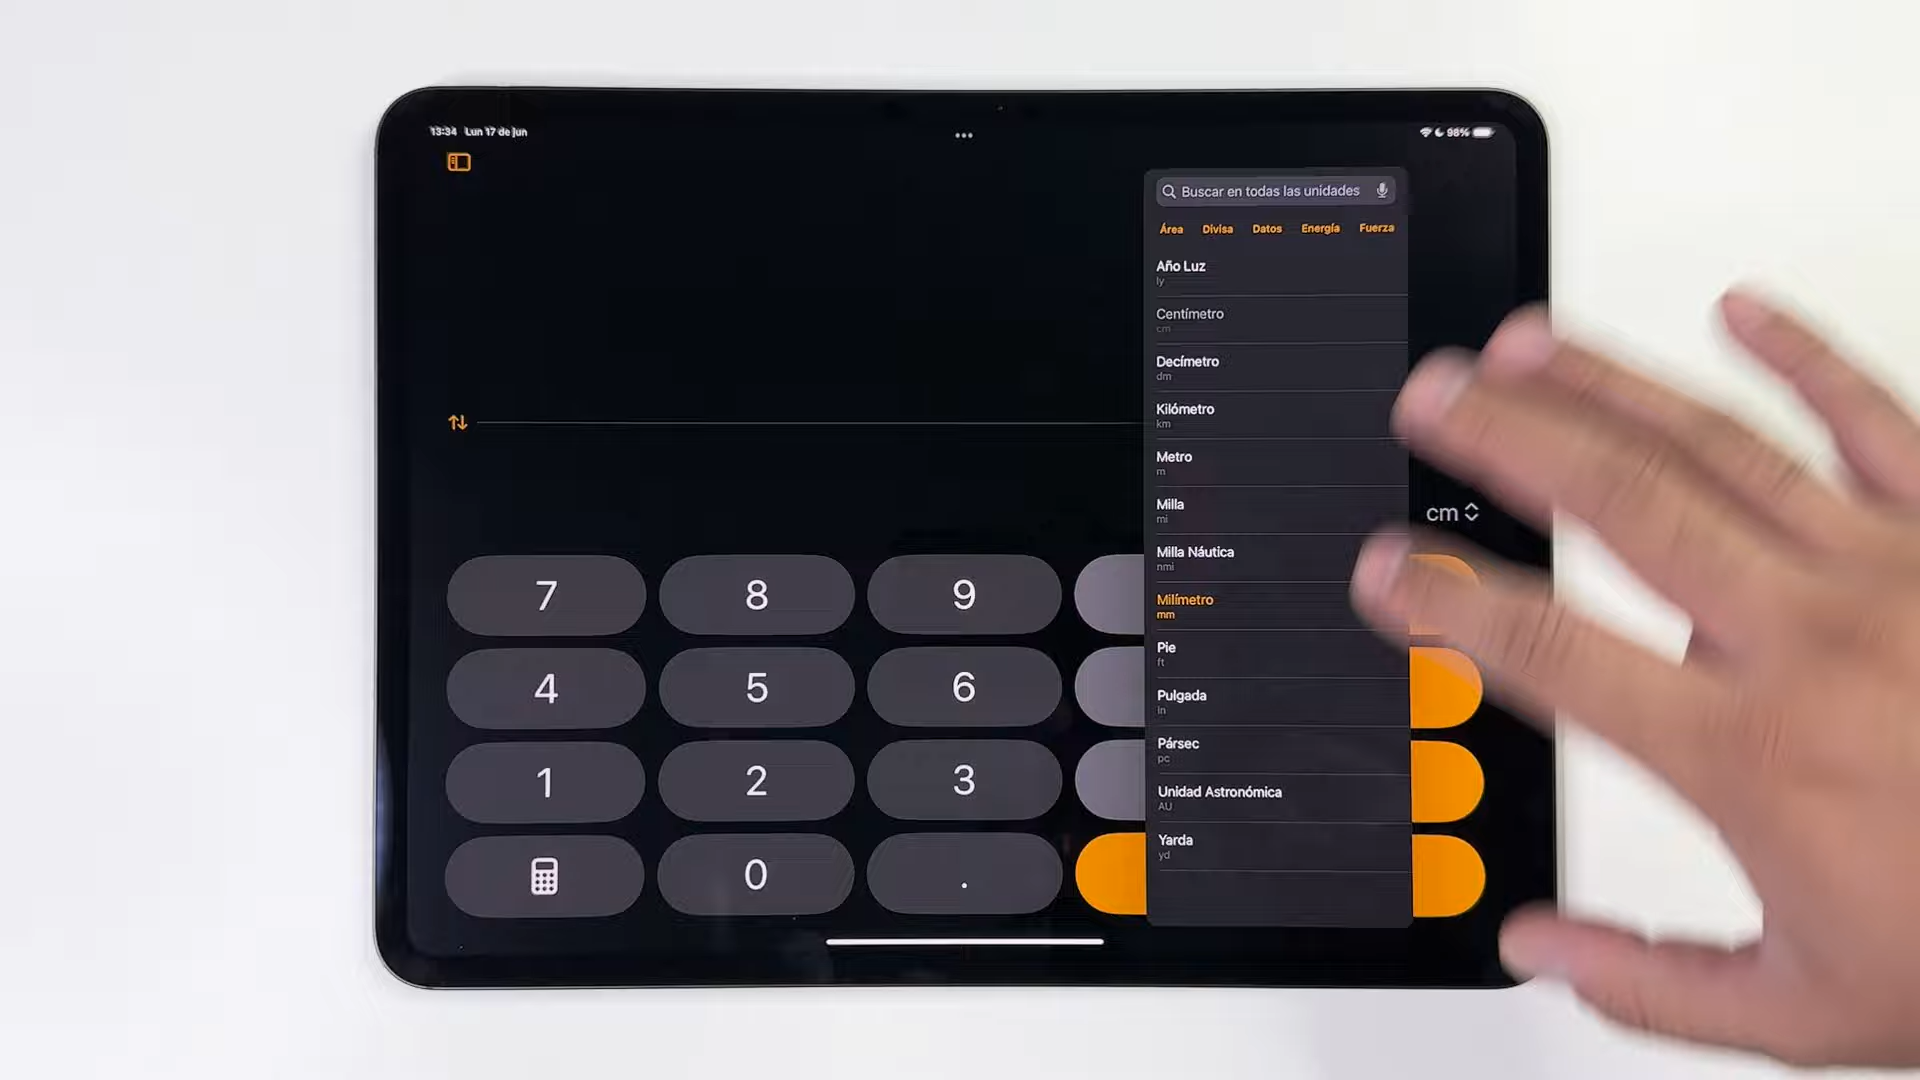 13:34 Lun 17 de jun
98%
Buscar en todas las unidades
Área Divisa Datos Energía Fuerza
Año Luz
ly
Centímetro
cm
Decímetro
dm
Kilómetro
km
Metro
m
Milla
mi
cm
Milla Náutica
nmi
Milímetro
mm
Pie
ft
Pulgada
in
Pársec
pc
Unidad Astronómica
AU
Yarda
yd
7 8 9
4 5 6
1 2 3
0 .